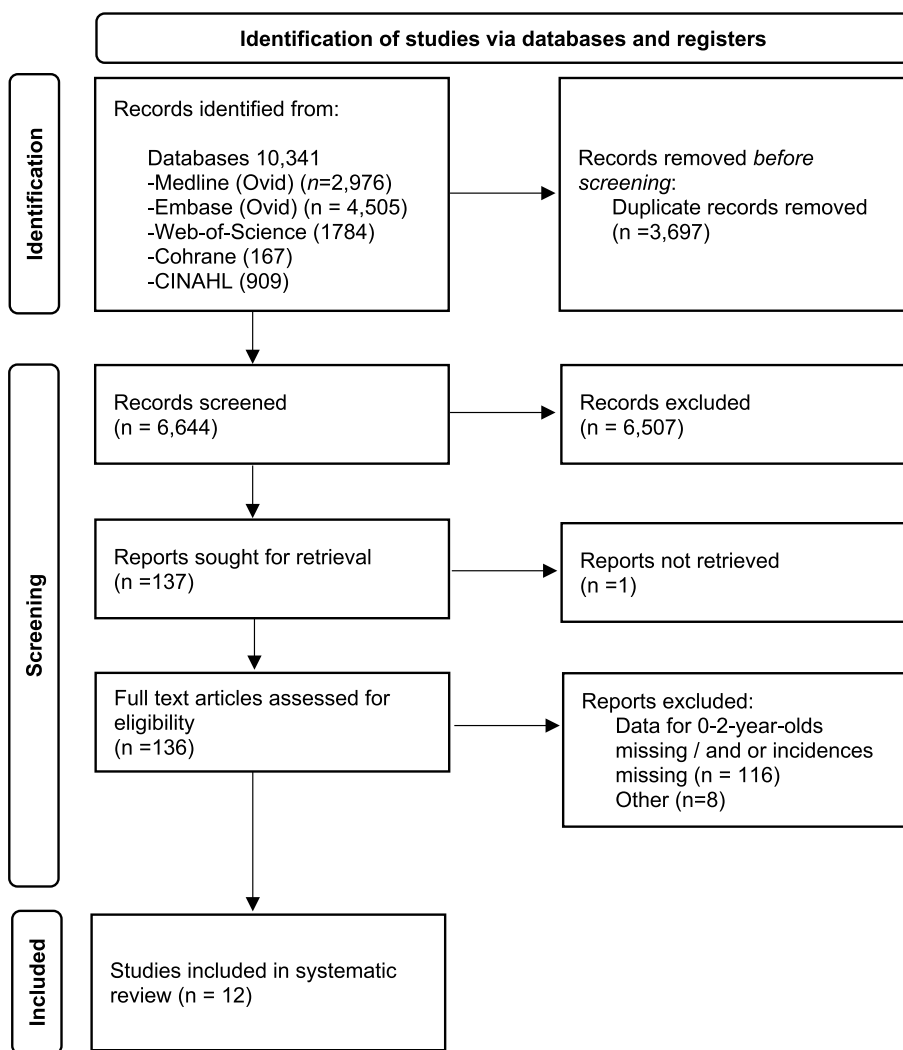 Identification of studies via databases and registers
Identification
Records identified from:
Databases 10,341
-Medline (Ovid) (n=2,976)
-Embase (Ovid) (n = 4,505)
-Web-of-Science (1784)
-Cohrane (167)
-CINAHL (909)
Records removed before
screening:
Duplicate records removed
(n =3,697)
Screening
Records screened
(n = 6,644)
Records excluded
(n = 6,507)
Reports sought for retrieval
(n =137)
Reports not retrieved
(n =1)
Full text articles assessed for
eligibility
(n =136)
Reports excluded:
Data for 0-2-year-olds
missing / and or incidences
missing (n = 116)
Other (n=8)
Included
Studies included in systematic
review (n = 12)